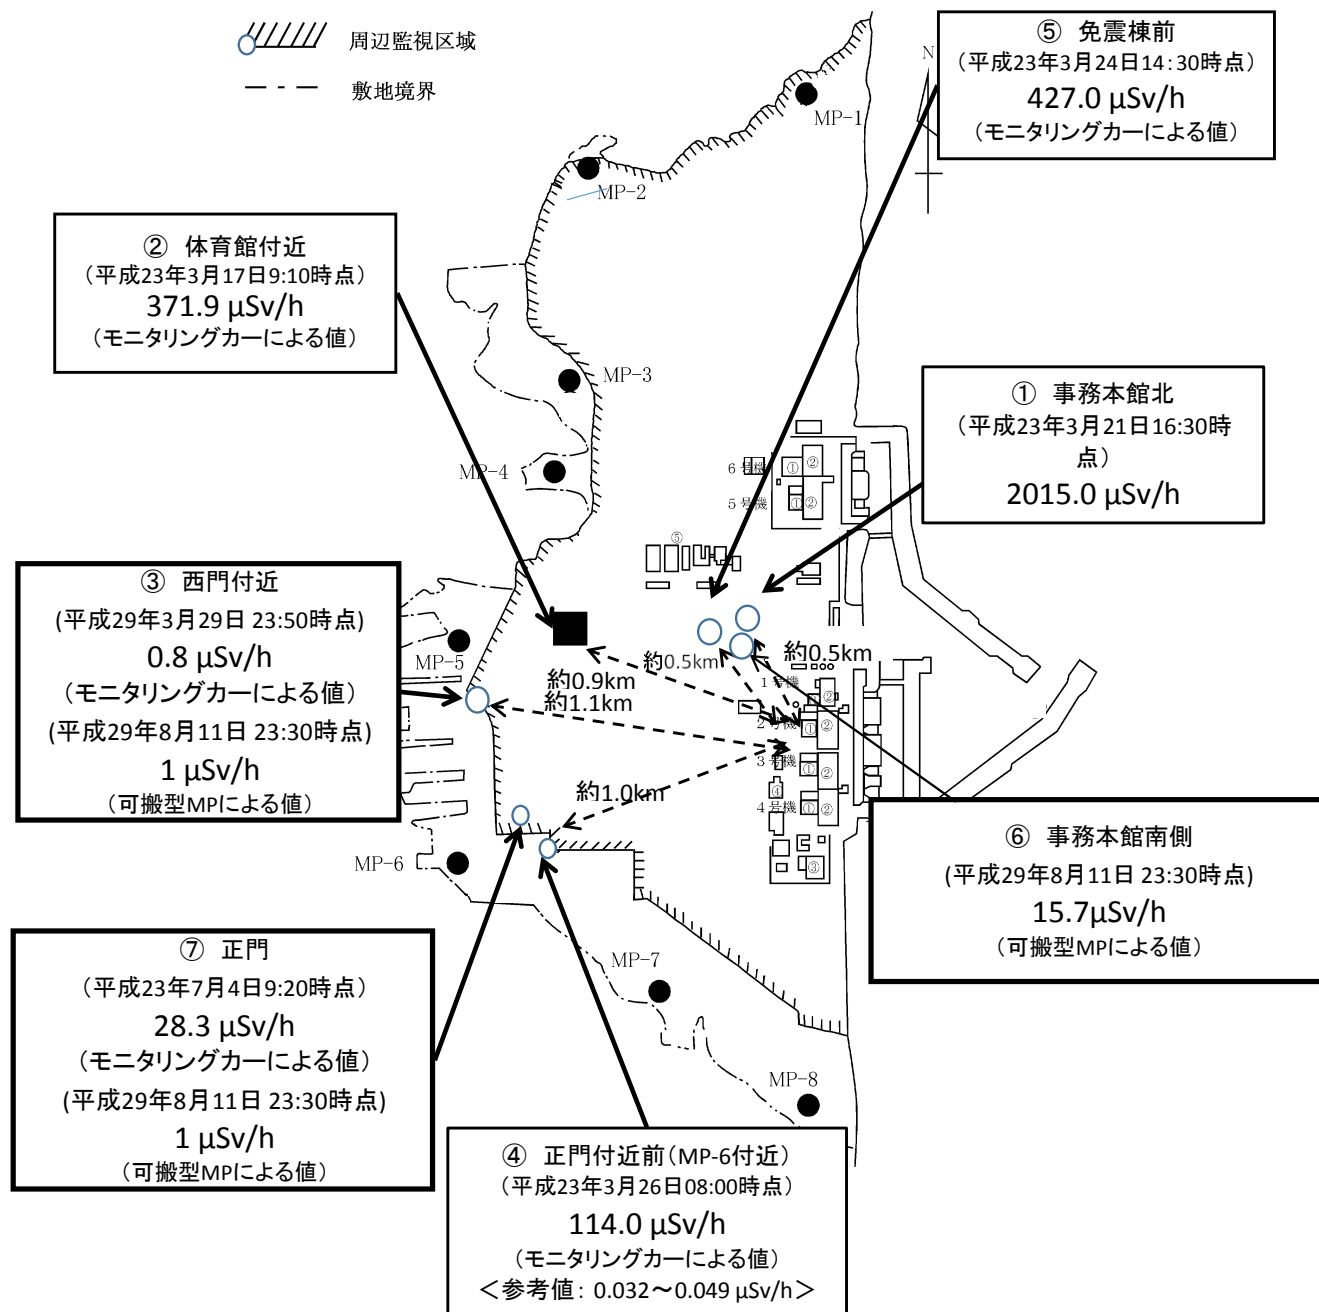 周辺監視区域
敷地境界
⑤ 免震棟前
（平成23年3月24日14:30時点）
427.0 μSv/h
（モニタリングカーによる値）
N
MP-1
MP-2
② 体育館付近
（平成23年3月17日9:10時点）
371.9 μSv/h
（モニタリングカーによる値）
MP-3
① 事務本館北
（平成23年3月21日16:30時
点）
2015.0 μSv/h
MP-4
6号機
① ②
5号機
① ②
⑤
③ 西門付近
(平成29年3月29日 23:50時点)
0.8 μSv/h
（モニタリングカーによる値）
(平成29年8月11日 23:30時点)
1 μSv/h
（可搬型MPによる値）
MP-5
約0.5km
約0.5km
約0.9km
約1.1km
1号機
②
2号機
① ②
3号機
① ②
④
約1.0km
4号機
① ②
③
MP-6
⑥ 事務本館南側
(平成29年8月11日 23:30時点)
15.7μSv/h
（可搬型MPによる値）
⑦ 正門
（平成23年7月4日9:20時点）
28.3 μSv/h
（モニタリングカーによる値）
(平成29年8月11日 23:30時点)
1 μSv/h
（可搬型MPによる値）
MP-7
MP-8
④ 正門付近前（MP-6付近）
（平成23年3月26日08:00時点）
114.0 μSv/h
（モニタリングカーによる値）
＜参考値：0.032～0.049 μSv/h＞